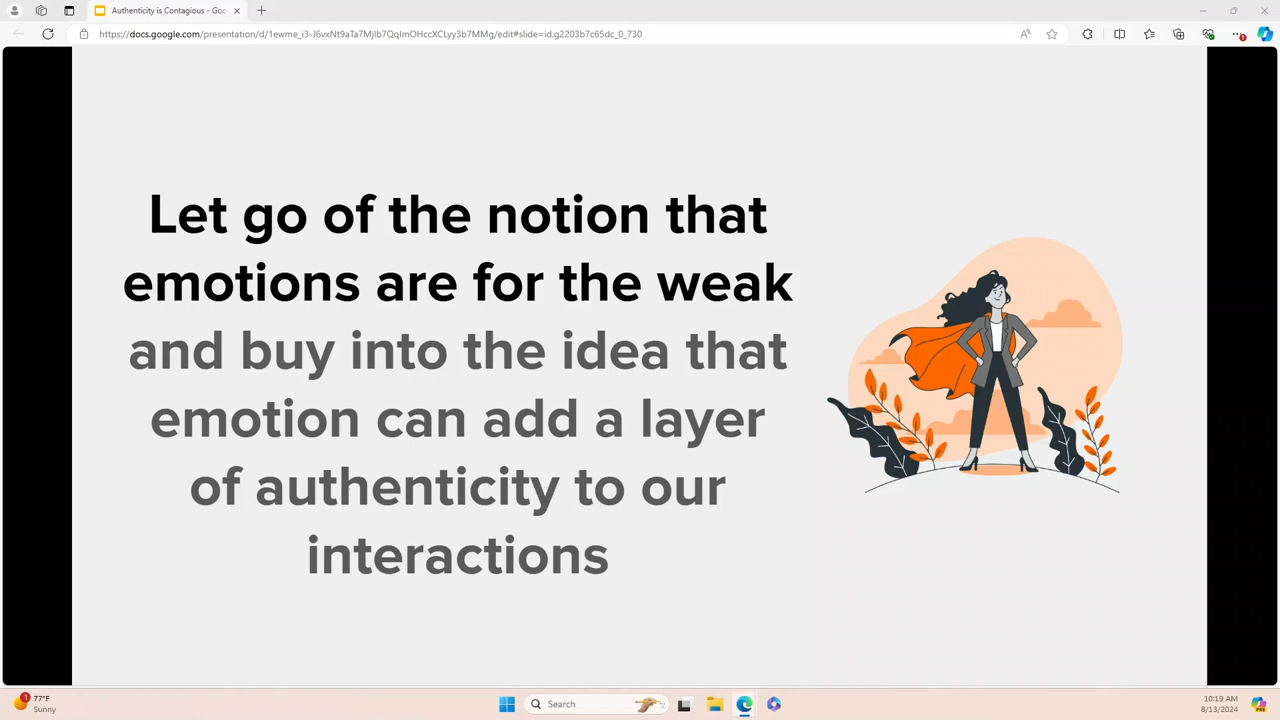 Authenticity is Contagious - Goo
https://docs.google.com/presentation/d/1ewme_i3-J6vxNt9aTa7MjIb7QqImOHccXCLyy3b7MMg/edit#slide=id.g2203b7c65dc_0_730
Let go of the notion that
emotions are for the weak
and buy into the idea that
emotion can add a layer
of authenticity to our
interactions
1
77°F
Sunny
Search
10:19 AM
8/13/2024